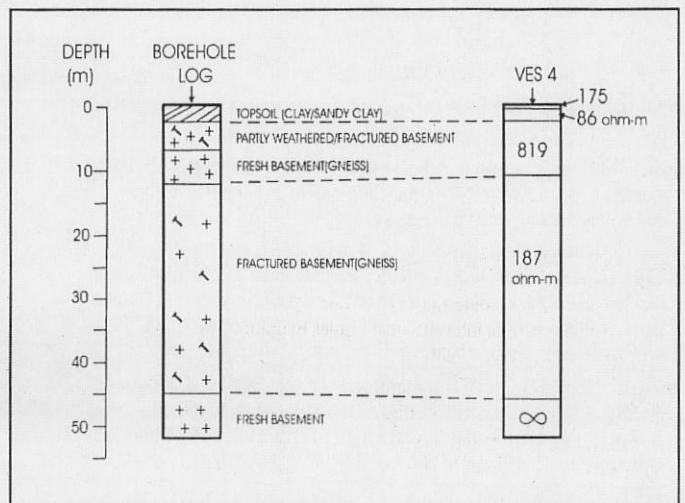 DEPTH
(m)
BOREHOLE
LOG
VES 4
0
TOPSOIL (CLAY/SANDY CLAY)
175
86 ohm-m
PARTLY WEATHERED/FRACTURED BASEMENT
819
10
FRESH BASEMENT(GNEISS)
20
FRACTURED BASEMENT(GNEISS)
187
ohm-m
30
40
50
FRESH BASEMENT
∞